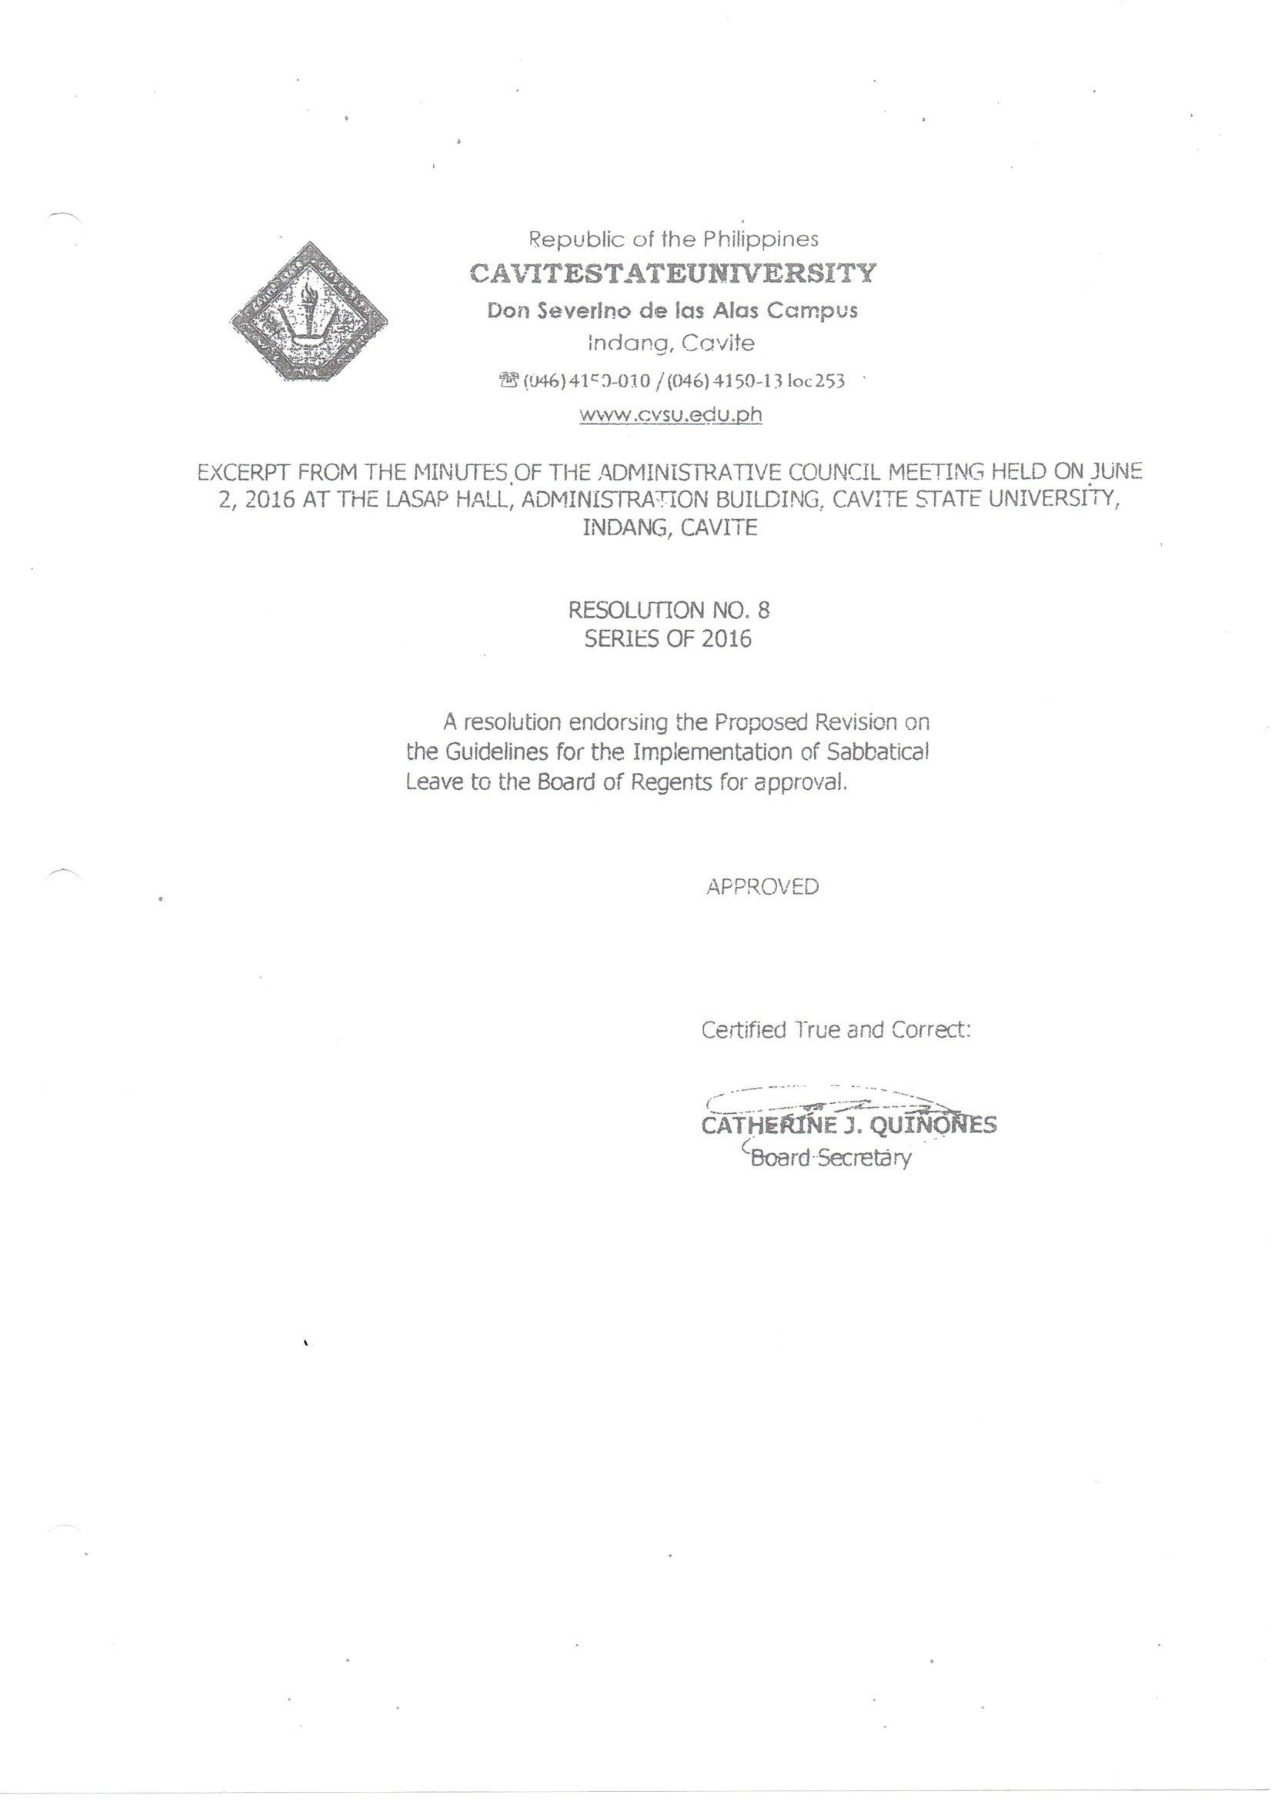 Republic of the Philippines
CAVITESTATEUNIVERSITY
Don Severino de las Alas Campus
Indang, Cavite
☏ (046) 4150-010 / (046) 4150-13 loc 253
www.cvsu.edu.ph
EXCERPT FROM THE MINUTES OF THE ADMINISTRATIVE COUNCIL MEETING HELD ON JUNE
2, 2016 AT THE LASAP HALL, ADMINISTRATION BUILDING, CAVITE STATE UNIVERSITY,
INDANG, CAVITE
RESOLUTION NO. 8
SERIES OF 2016
A resolution endorsing the Proposed Revision on
the Guidelines for the Implementation of Sabbatical
Leave to the Board of Regents for approval.
APPROVED
Certified True and Correct:
CATHERINE J. QUIÑONES
Board Secretary